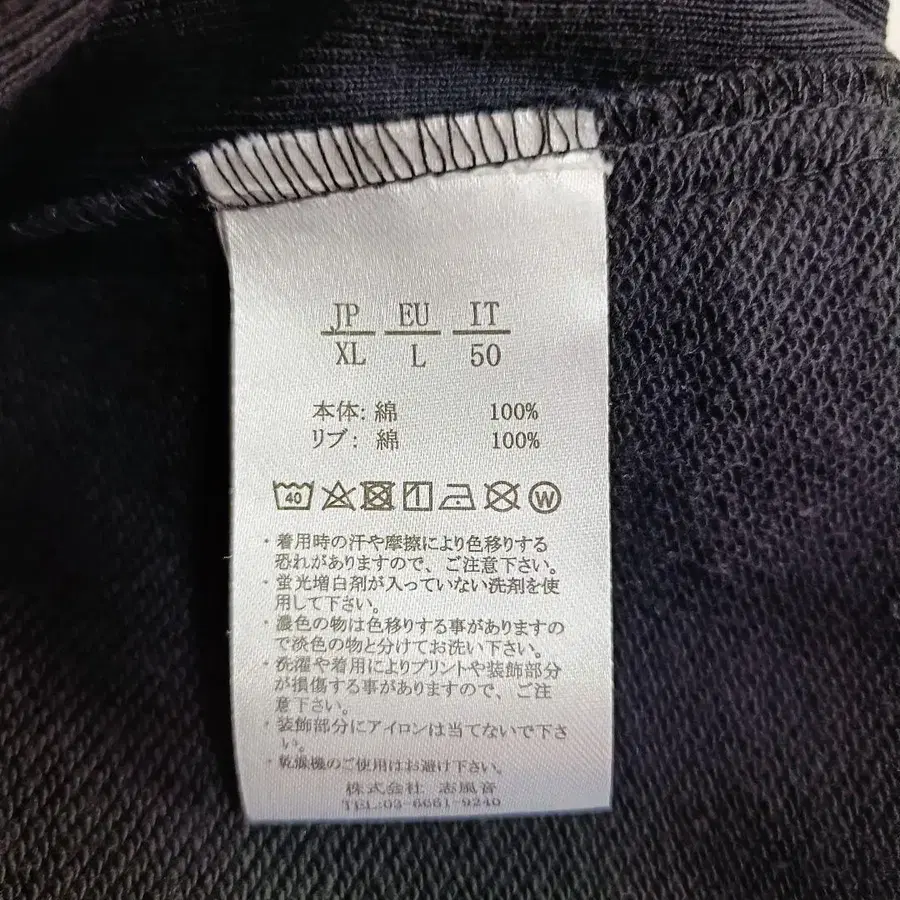 JP EU IT
XL L 50
本体: 綿 100%
リブ: 綿 100%
40 W
・着用時の汗や摩擦により色移りする
恐れがありますので、ご注意下さい。
・蛍光増白剤が入っていない洗剤を使
用して下さい。
・濃色の物は色移りする事がありますの
で淡色の物と分けてお洗い下さい。
・洗濯や着用によりプリントや装飾部分
が損傷する事がありますので、ご注
意下さい。
・装飾部分にアイロンは当てないで下さ
い。
・乾燥機のご使用はお避け下さい。
株式会社 志風音
TEL:03-6661-9240